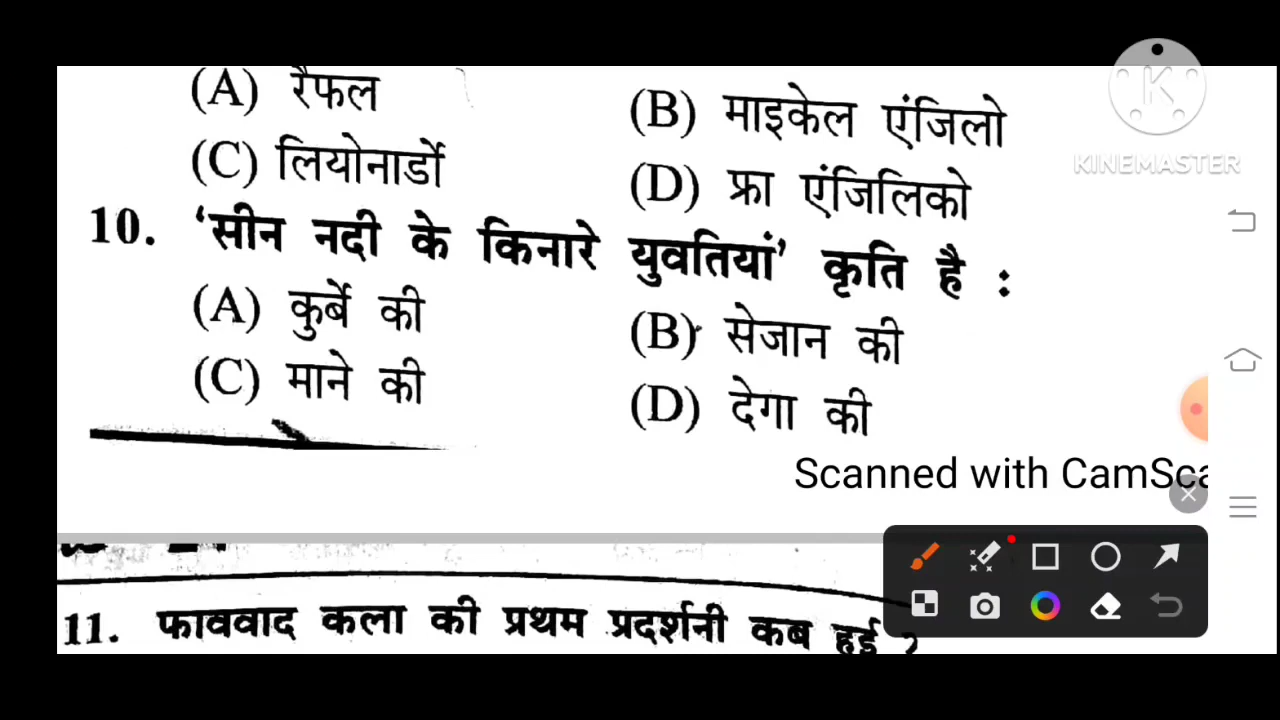 (A) रैफल (B) माइकेल एंजिलो
KINEMASTER
(C) लियोनार्डो (D) फ्रा एंजिलिको
10. ‘सीन नदी के किनारे युवतियां’ कृति है :
(A) कुर्बे की (B) सेजान की
(C) माने की (D) देगा की
Scanned with CamSca
11. फाववाद कला की प्रथम प्रदर्शनी कब हुई ?